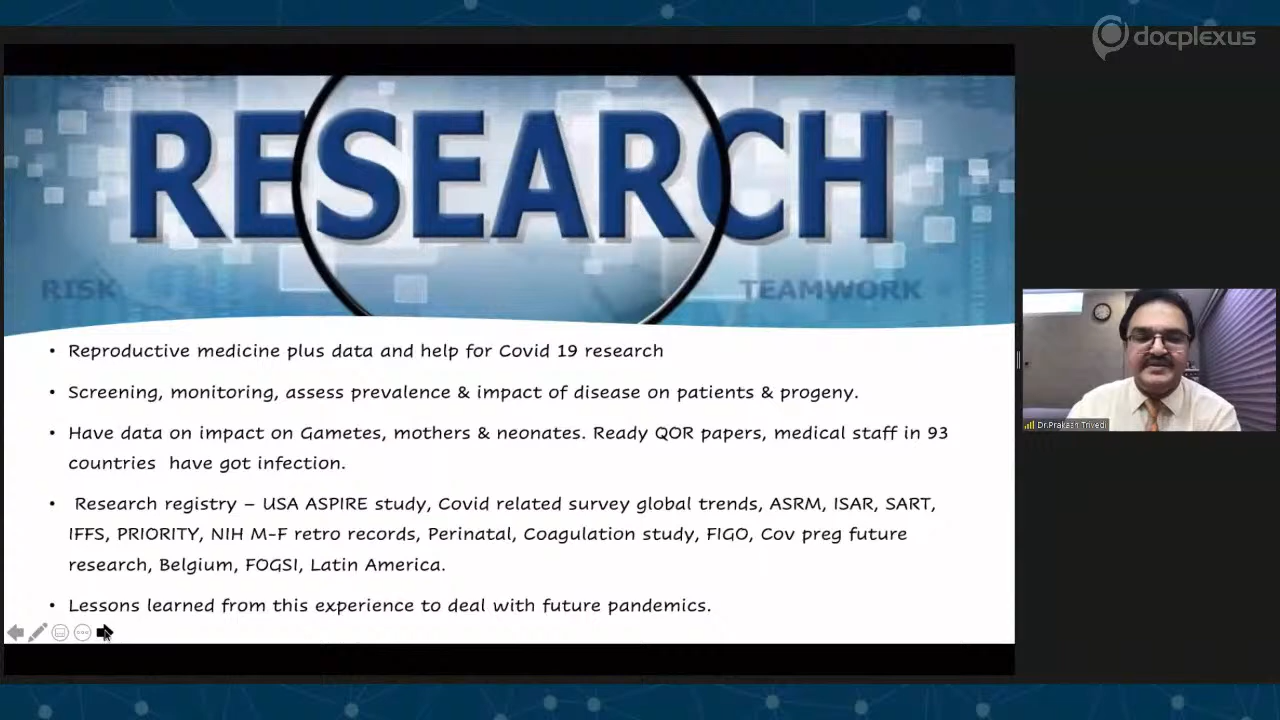 docplexus
RESEARCH
RISK
TEAMWORK
• Reproductive medicine plus data and help for Covid 19 research
• Screening, monitoring, assess prevalence & impact of disease on patients & progeny.
• Have data on impact on Gametes, mothers & neonates. Ready QOR papers, medical staff in 93
countries have got infection.
• Research registry – USA ASPIRE study, Covid related survey global trends, ASRM, ISAR, SART,
IFFS, PRIORITY, NIH M-F retro records, Perinatal, Coagulation study, FIGO, Cov preg future
research, Belgium, FOGSI, Latin America.
• Lessons learned from this experience to deal with future pandemics.
Dr.Prakash Trivedi